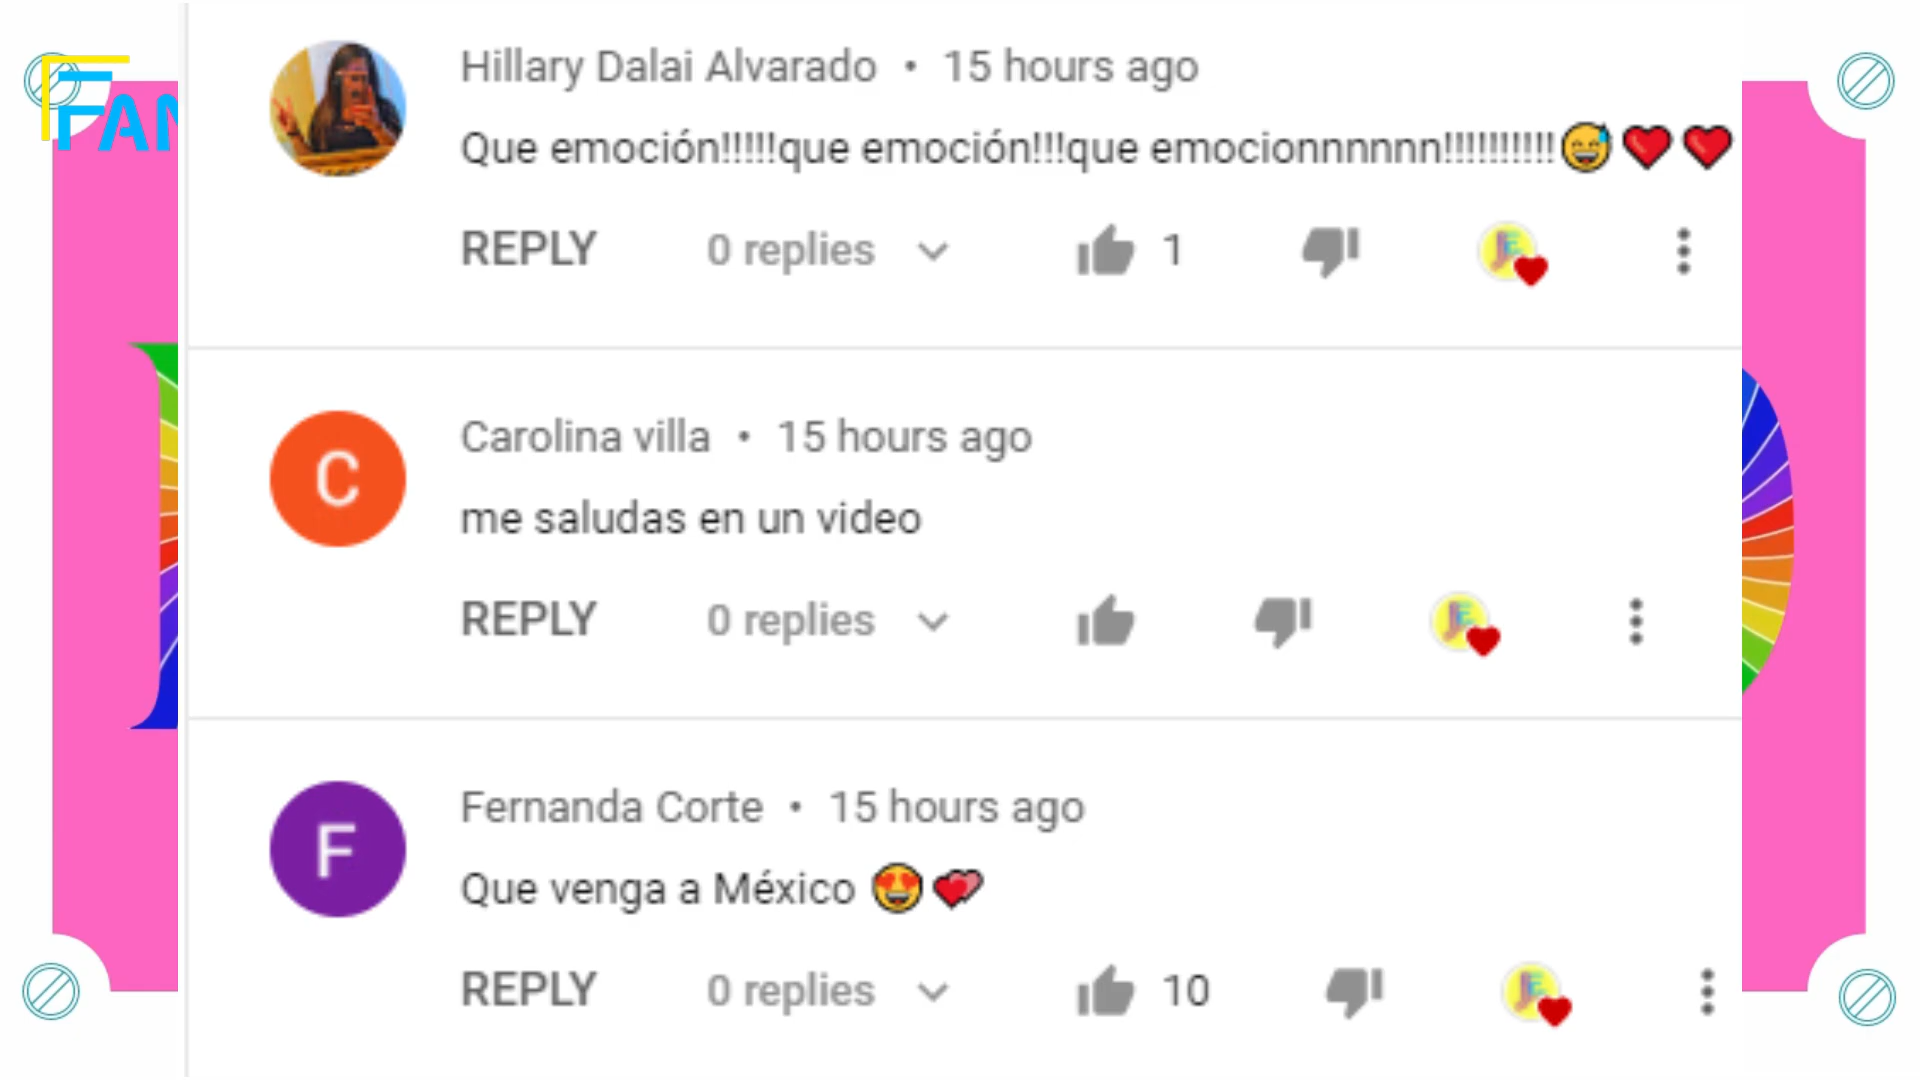 FAN
Hillary Dalai Alvarado • 15 hours ago
Que emoción!!!!!que emoción!!!que emocionnnnnn!!!!!!!!!!😅❤️❤️
REPLY 0 replies 1
C
Carolina villa • 15 hours ago
me saludas en un video
REPLY 0 replies
F
Fernanda Corte • 15 hours ago
Que venga a México 😍💕
REPLY 0 replies 10